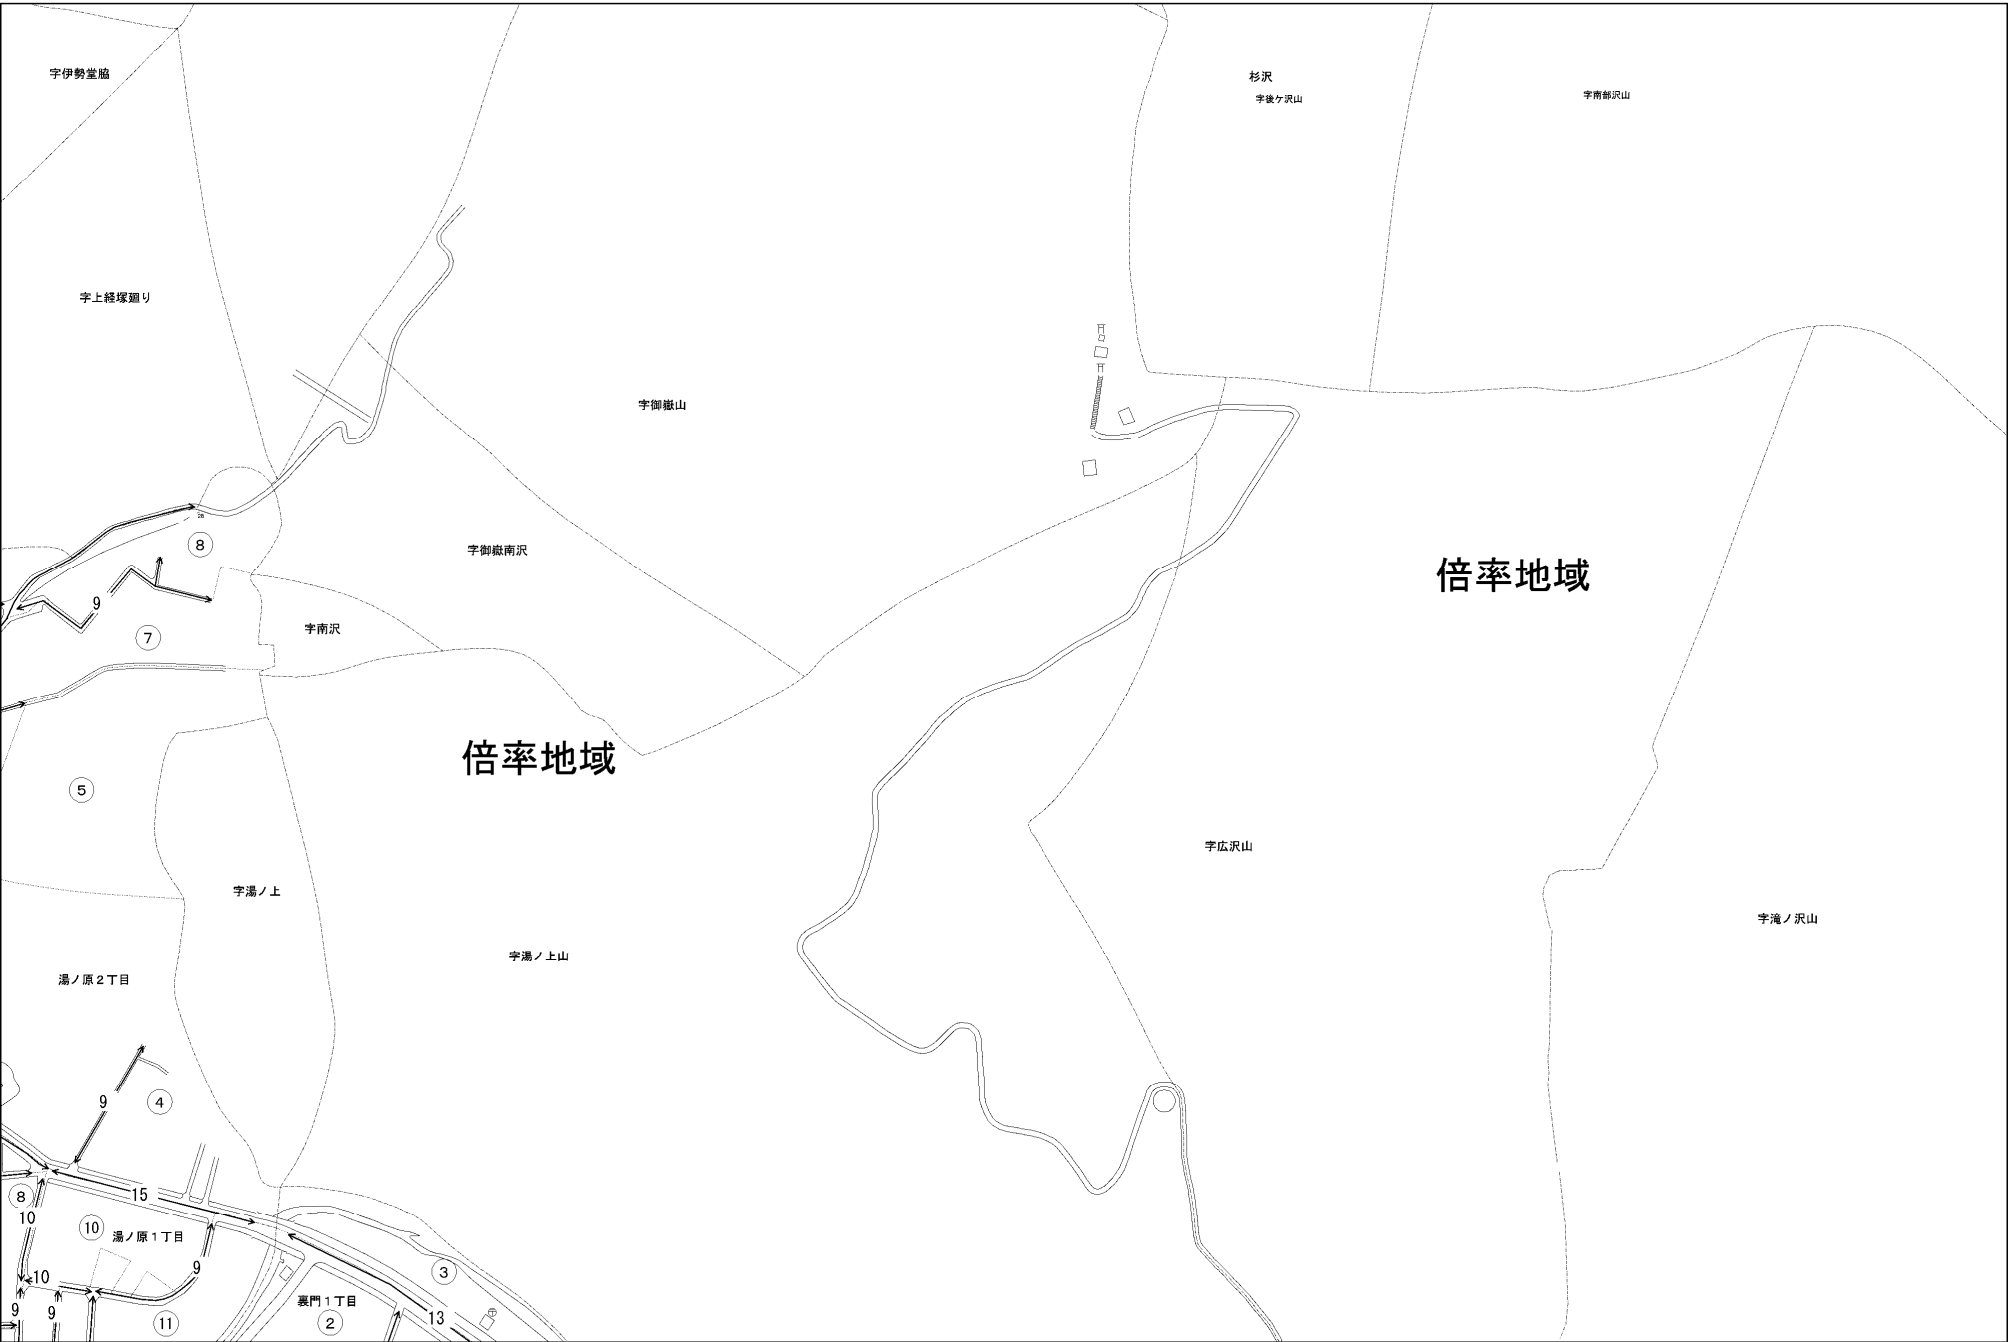 字伊勢堂脇
杉沢
字後ケ沢山
字南部沢山
字上経塚廻り
字御嶽山
8
字御嶽南沢
倍率地域
9
7
字南沢
倍率地域
5
字広沢山
字湯ノ上
字滝ノ沢山
字湯ノ上山
湯ノ原2丁目
9
4
15
8
10
10
湯ノ原1丁目
9
3
10
9
9
11
裏門1丁目
2
13